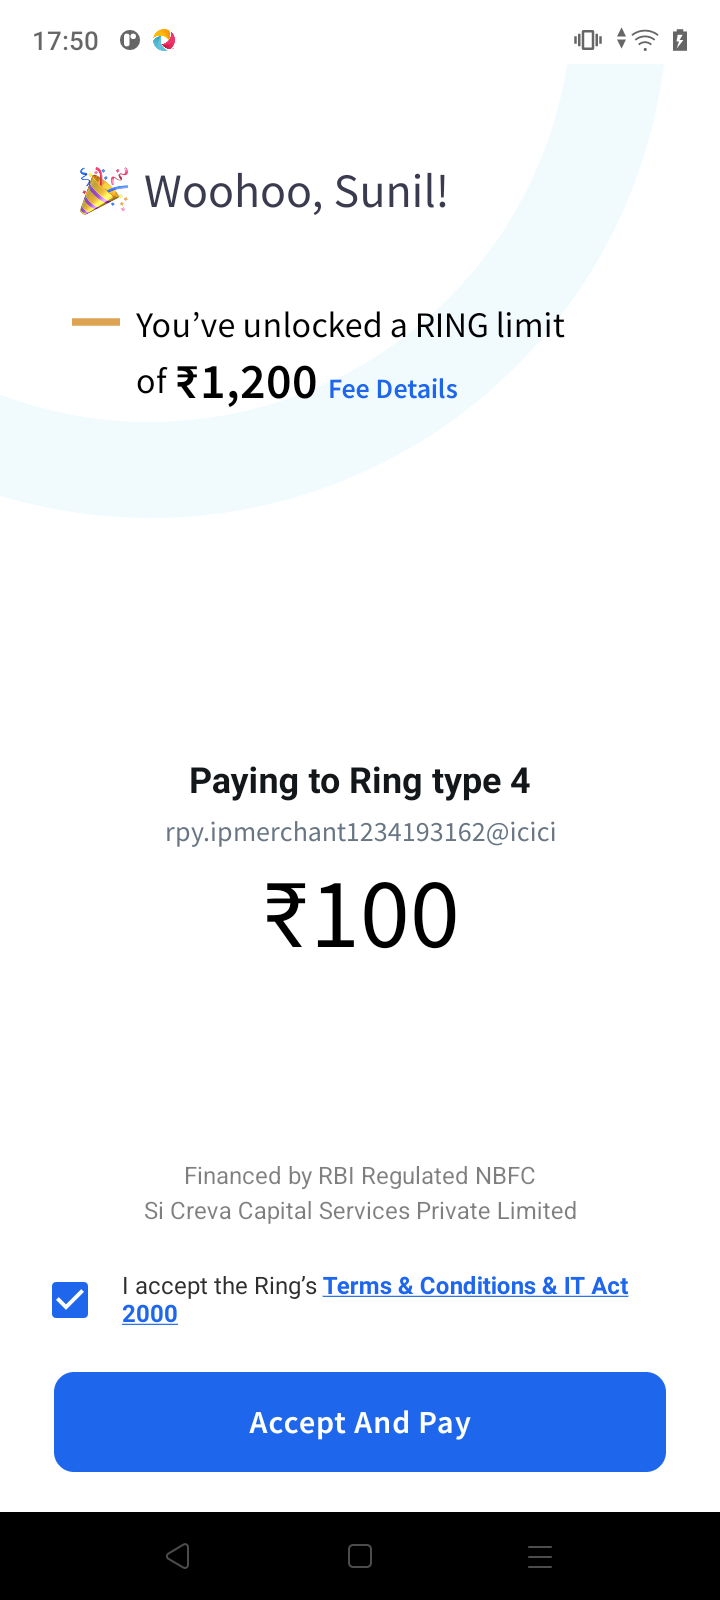 17:50
Woohoo, Sunil!
You’ve unlocked a RING limit
of ₹1,200 Fee Details
Paying to Ring type 4
rpy.ipmerchant1234193162@icici
₹100
Financed by RBI Regulated NBFC
Si Creva Capital Services Private Limited
I accept the Ring’s Terms & Conditions & IT Act
2000
Accept And Pay